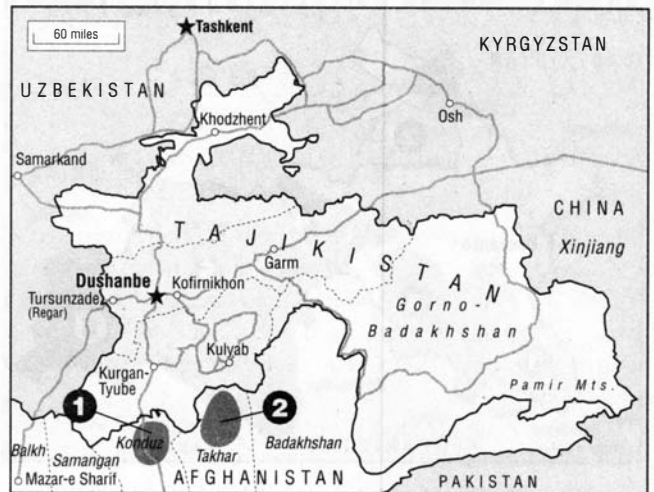 60 miles
Tashkent
KYRGYZSTAN
UZBEKISTAN
Khodzhent
Osh
Samarkand
CHINA
Xinjiang
TAJIKISTAN
Garm
Dushanbe
Kofirnikhon
Tursunzade
(Regar)
Gorno-
Badakhshan
Kulyab
Kurgan-
Tyube
Pamir Mts.
1
2
Konduz
Takhar
Badakhshan
Balkh
Samangan
Mazar-e Sharif
AFGHANISTAN
PAKISTAN